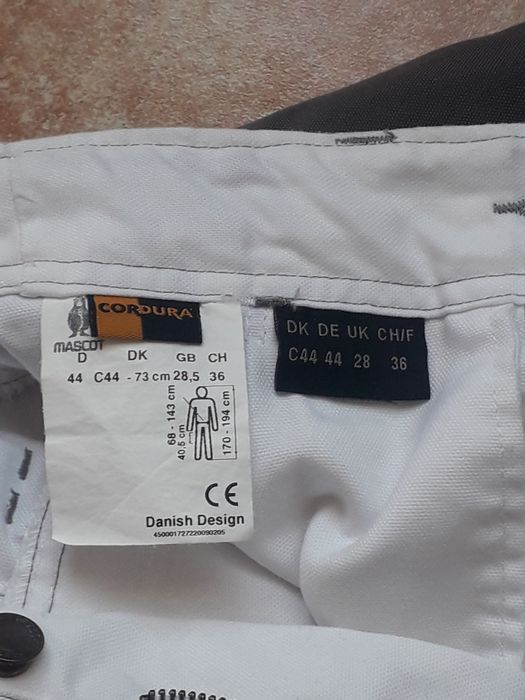 CORDURA
MASCOT
D DK GB CH
44 C44 - 73 cm 28,5 36
68 - 143 cm
40,5 cm
170 - 194 cm
CE
Danish Design
450001727220090205
DK DE UK CH/F
C44 44 28 36